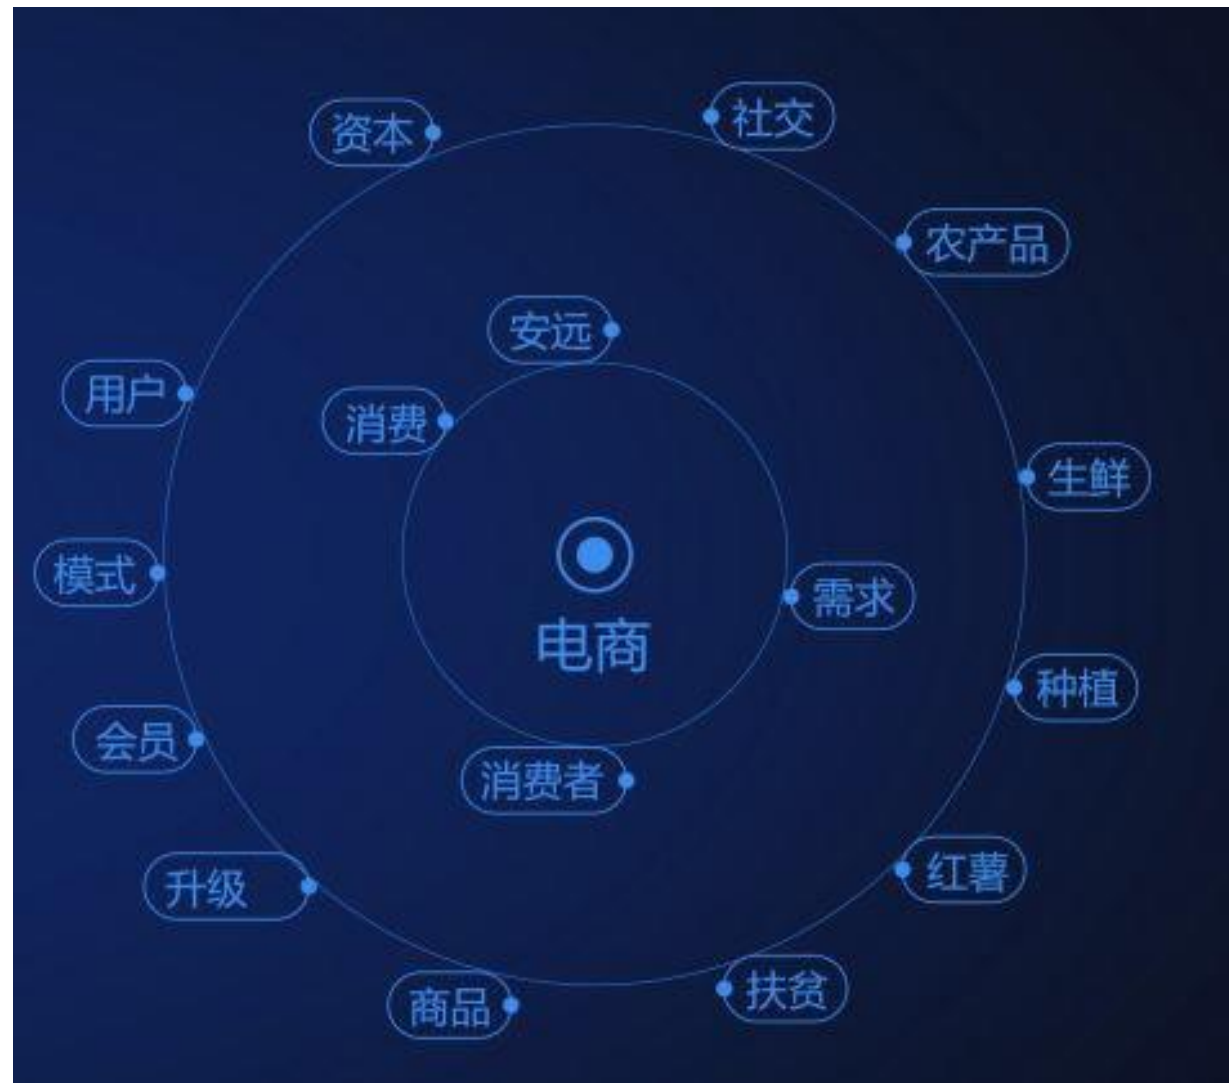 社交
资本
农产品
安远
用户
消费
生鲜
模式
需求
电商
种植
会员
消费者
红薯
升级
扶贫
商品